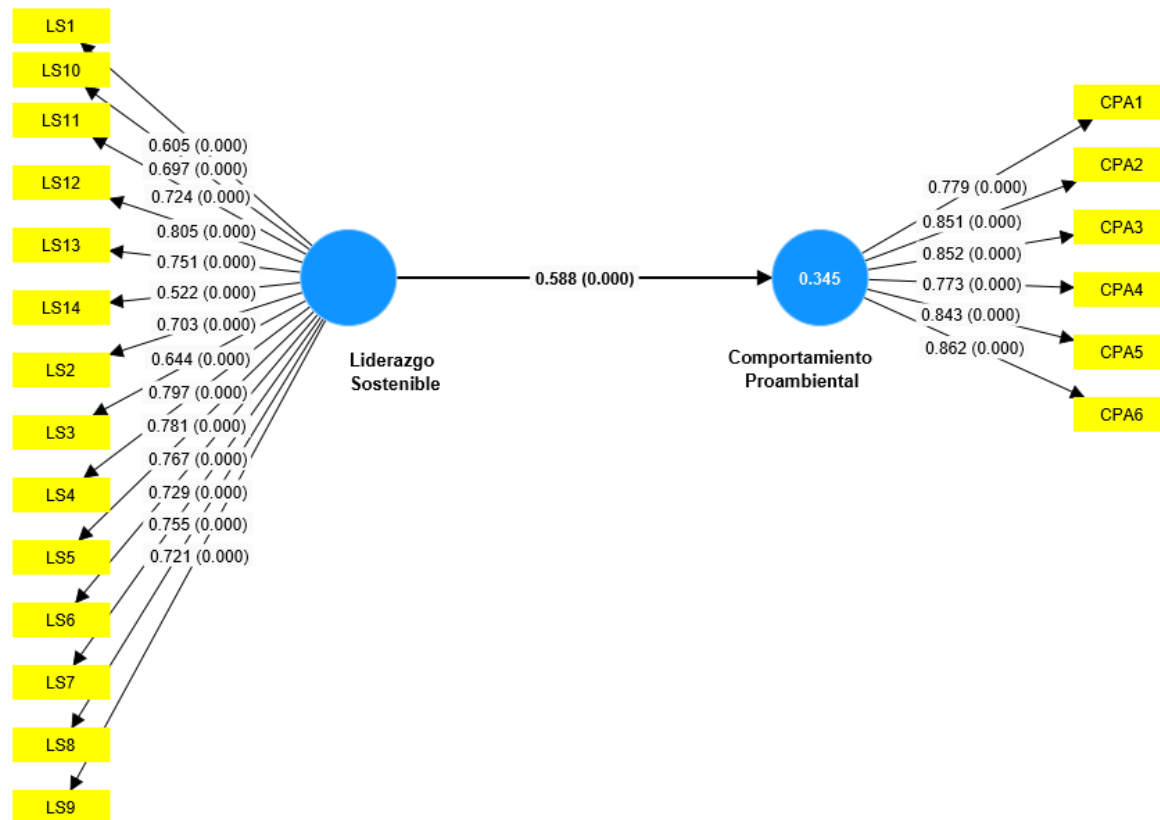 LS1
LS10
LS11
LS12
LS13
LS14
LS2
LS3
LS4
LS5
LS6
LS7
LS8
LS9
0.605 (0.000)
0.697 (0.000)
0.724 (0.000)
0.805 (0.000)
0.751 (0.000)
0.522 (0.000)
0.703 (0.000)
0.644 (0.000)
0.797 (0.000)
0.781 (0.000)
0.767 (0.000)
0.729 (0.000)
0.755 (0.000)
0.721 (0.000)
Liderazgo
Sostenible
0.588 (0.000)
0.345
Comportamiento
Proambiental
0.779 (0.000)
0.851 (0.000)
0.852 (0.000)
0.773 (0.000)
0.843 (0.000)
0.862 (0.000)
CPA1
CPA2
CPA3
CPA4
CPA5
CPA6